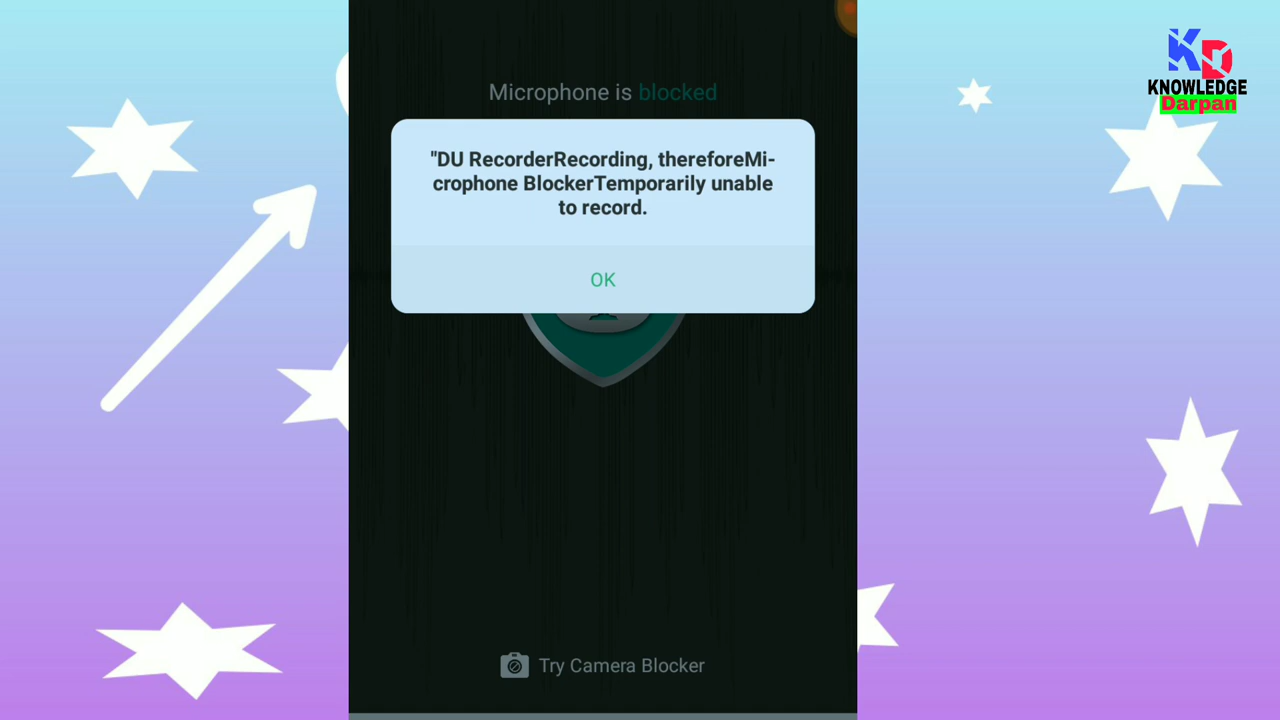 KD
KNOWLEDGE
Darpan
Microphone is blocked
"DU RecorderRecording, thereforeMi-
crophone BlockerTemporarily unable
to record.
OK
Try Camera Blocker